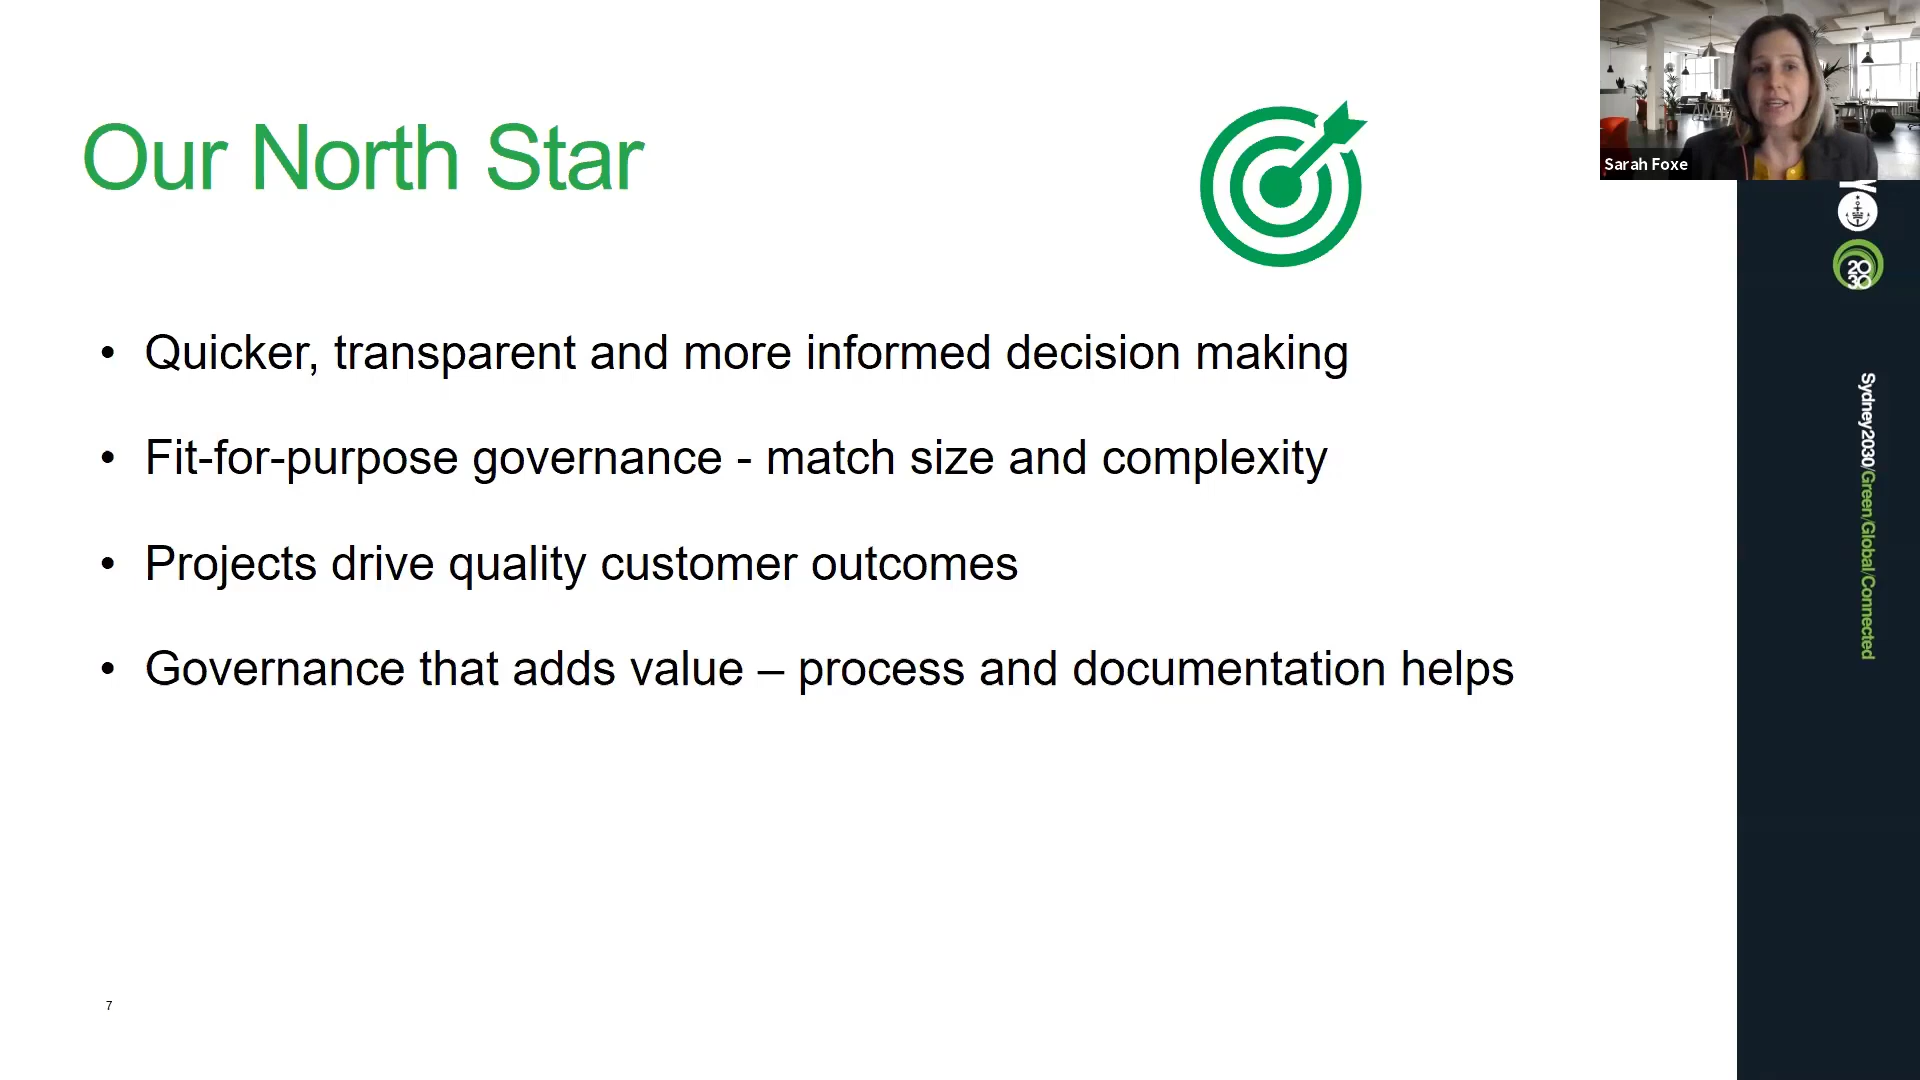 Our North Star
• Quicker, transparent and more informed decision making
• Fit-for-purpose governance - match size and complexity
• Projects drive quality customer outcomes
• Governance that adds value – process and documentation helps
7
Sarah Foxe
2030
Sydney2030/Green/Global/Connected